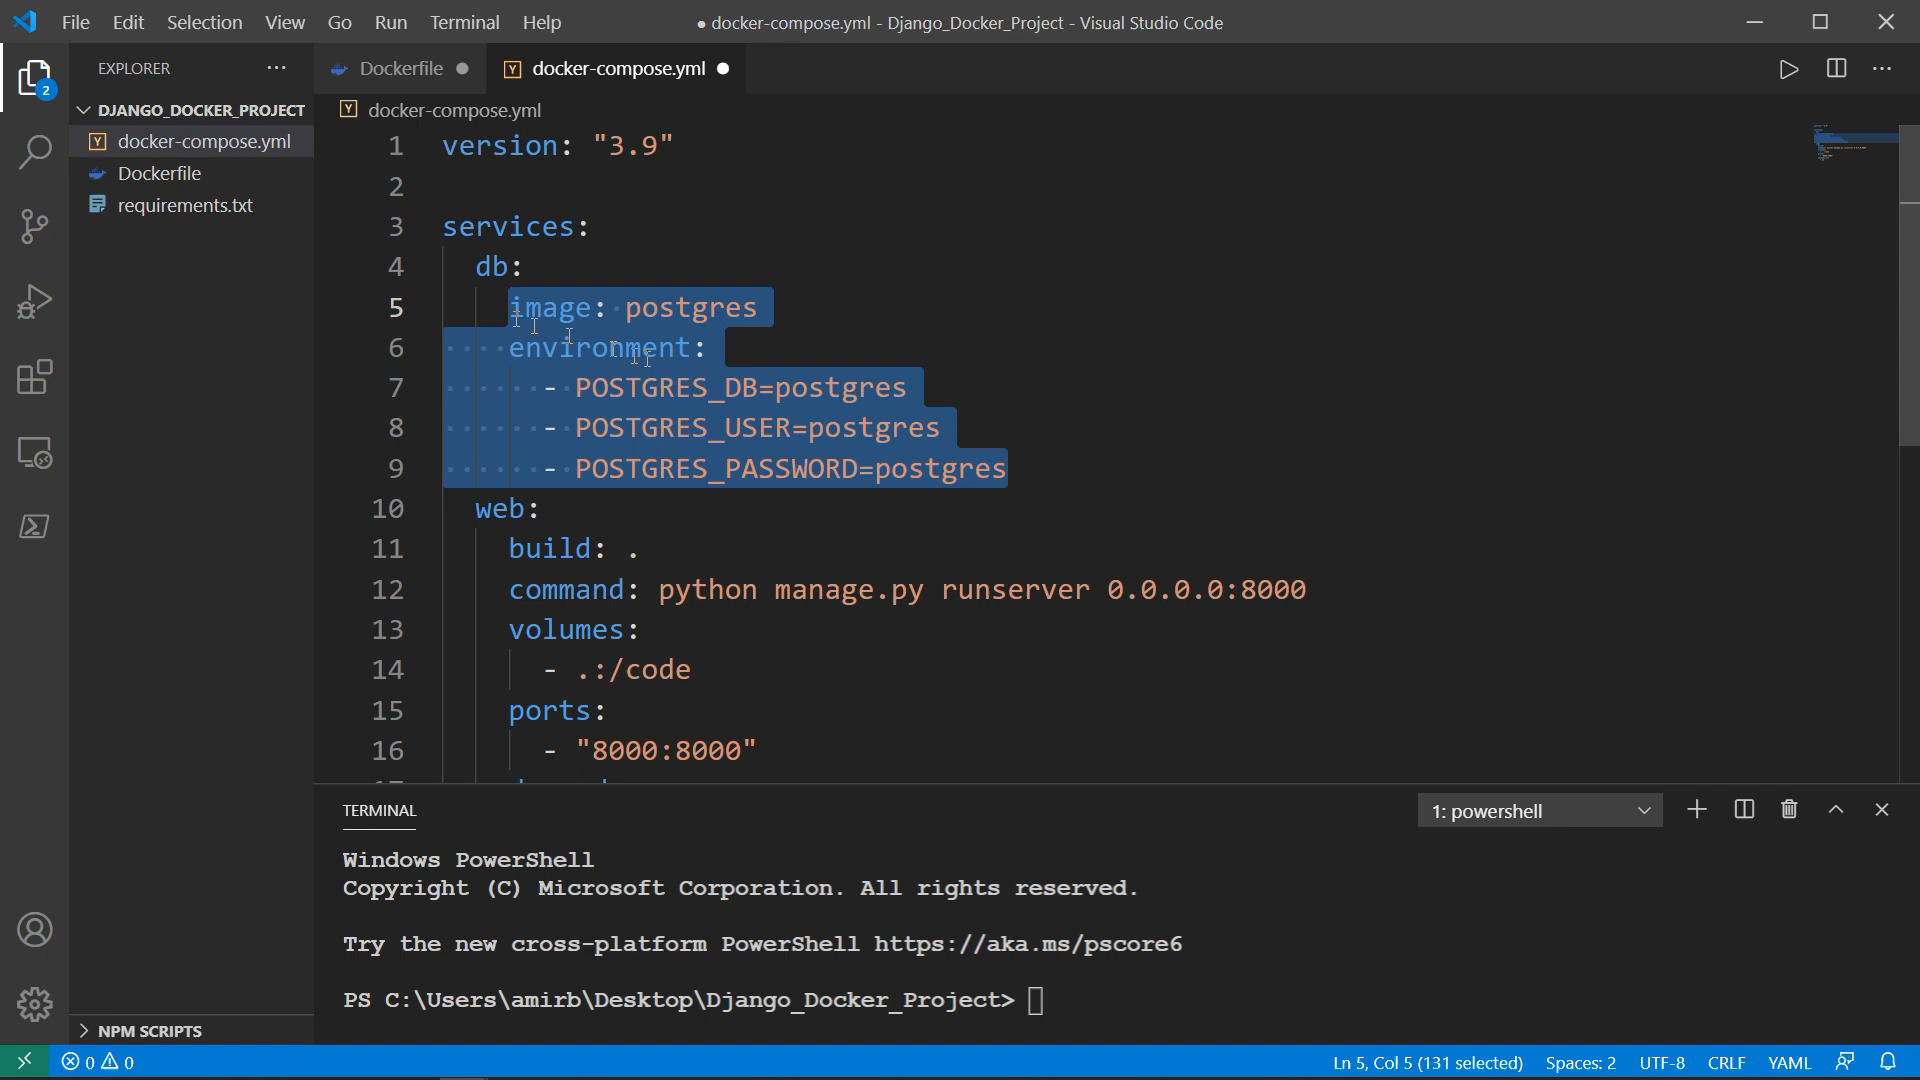 File Edit Selection View Go Run Terminal Help
● docker-compose.yml - Django_Docker_Project - Visual Studio Code
EXPLORER
Dockerfile
docker-compose.yml
2
DJANGO_DOCKER_PROJECT
docker-compose.yml
Dockerfile
requirements.txt
docker-compose.yml
1 version: "3.9"
2
3 services:
4 db:
5 image: postgres
6 environment:
7 - POSTGRES_DB=postgres
8 - POSTGRES_USER=postgres
9 - POSTGRES_PASSWORD=postgres
10 web:
11 build: .
12 command: python manage.py runserver 0.0.0.0:8000
13 volumes:
14 - .:/code
15 ports:
16 - "8000:8000"
TERMINAL
1: powershell
Windows PowerShell
Copyright (C) Microsoft Corporation. All rights reserved.
Try the new cross-platform PowerShell https://aka.ms/pscore6
PS C:\Users\amirb\Desktop\Django_Docker_Project>
NPM SCRIPTS
0 0
Ln 5, Col 5 (131 selected) Spaces: 2 UTF-8 CRLF YAML